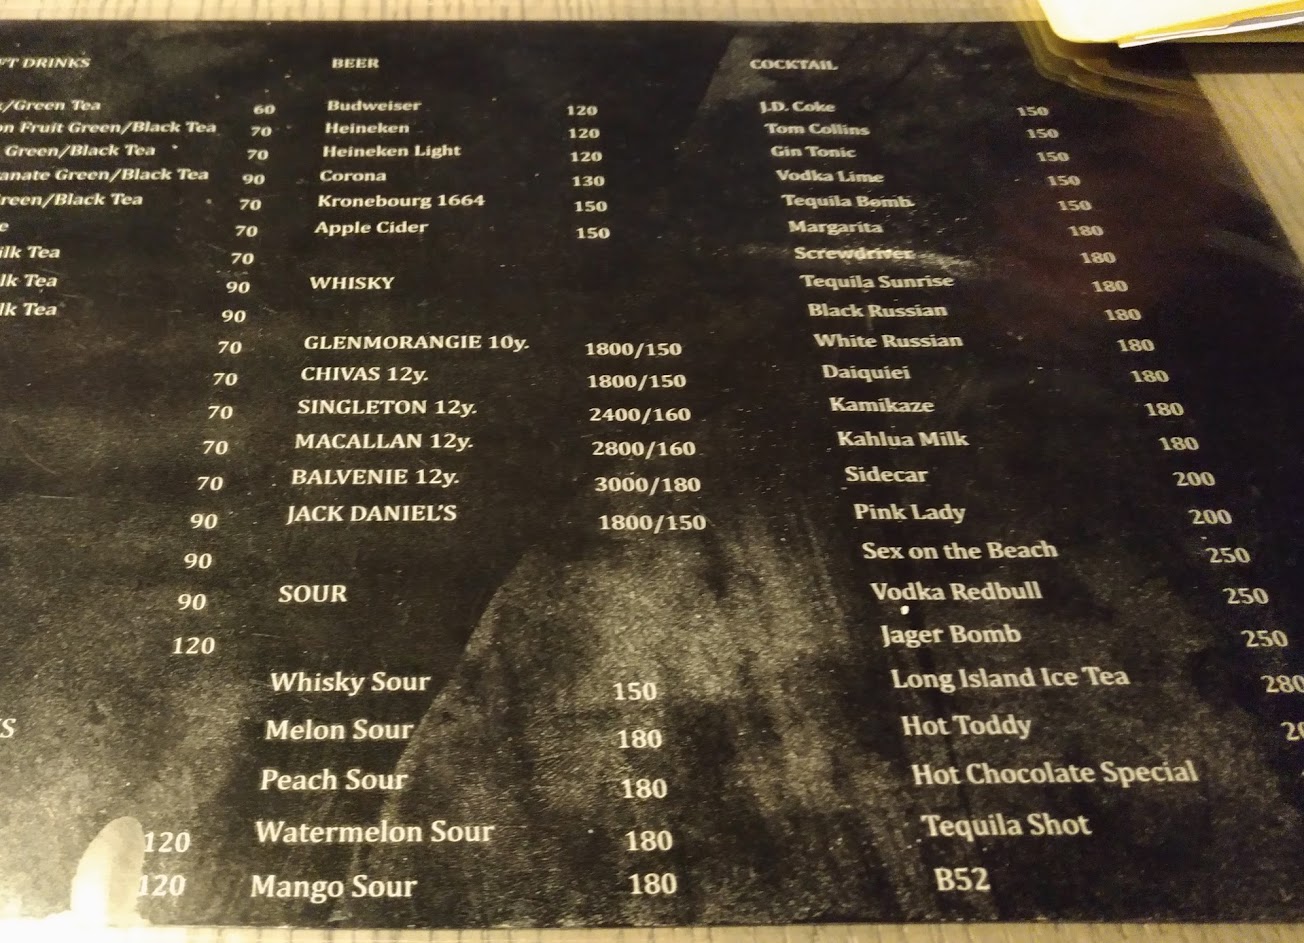 FT DRINKS
/Green Tea 60
on Fruit Green/Black Tea 70
Green/Black Tea 70
anate Green/Black Tea 90
reen/Black Tea 70
e 70
ilk Tea 70
lk Tea 90
lk Tea 90
70
70
70
70
70
90
90
90
120
S
120
120
BEER
Budweiser 120
Heineken 120
Heineken Light 120
Corona 130
Kronebourg 1664 150
Apple Cider 150
WHISKY
GLENMORANGIE 10y. 1800/150
CHIVAS 12y. 1800/150
SINGLETON 12y. 2400/160
MACALLAN 12y. 2800/160
BALVENIE 12y. 3000/180
JACK DANIEL'S 1800/150
SOUR
Whisky Sour 150
Melon Sour 180
Peach Sour 180
Watermelon Sour 180
Mango Sour 180
COCKTAIL
J.D. Coke 150
Tom Collins 150
Gin Tonic 150
Vodka Lime 150
Tequila Bomb 150
Margarita 180
Screwdriver 180
Tequila Sunrise 180
Black Russian 180
White Russian 180
Daiquiei 180
Kamikaze 180
Kahlua Milk 180
Sidecar 200
Pink Lady 200
Sex on the Beach 250
Vodka Redbull 250
Jager Bomb 250
Long Island Ice Tea 280
Hot Toddy
Hot Chocolate Special
Tequila Shot
B52